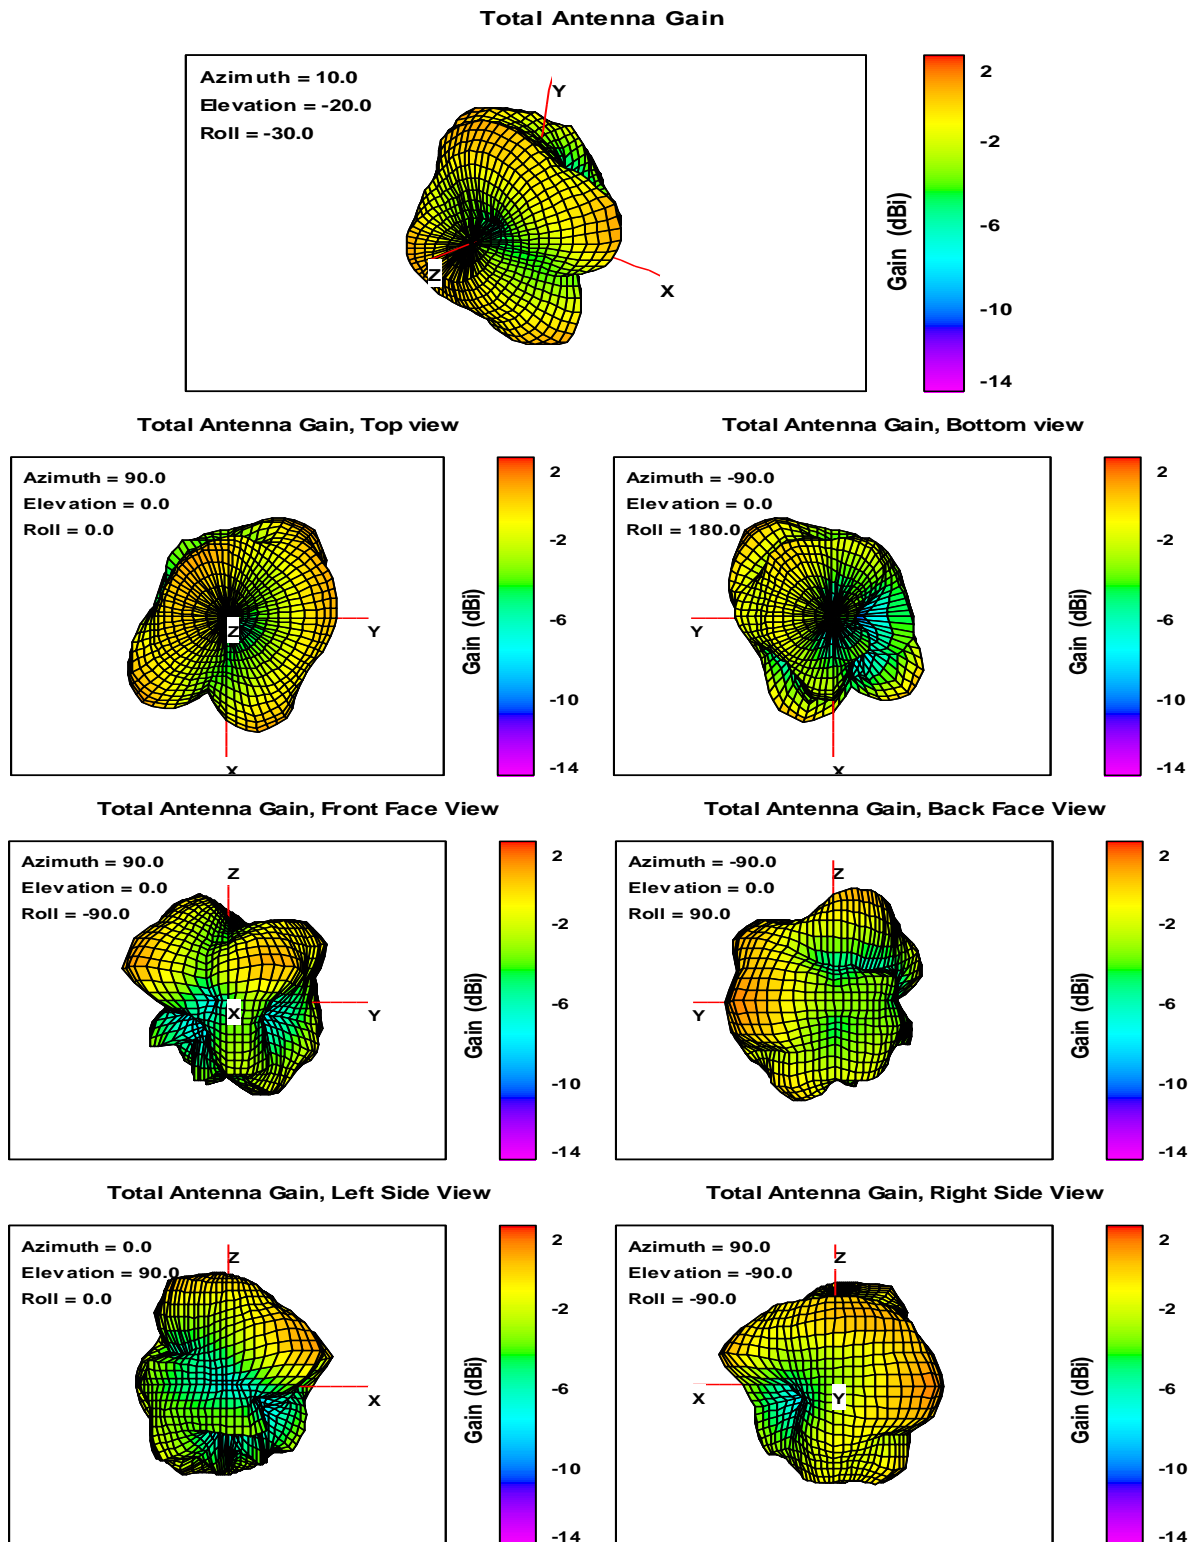 Total Antenna Gain
Azimuth = 10.0
Elevation = -20.0
Roll = -30.0
Y
Z
X
2
-2
-6
-10
-14
Gain (dBi)
Total Antenna Gain, Top view
Azimuth = 90.0
Elevation = 0.0
Roll = 0.0
Z
Y
X
2
-2
-6
-10
-14
Gain (dBi)
Total Antenna Gain, Bottom view
Azimuth = -90.0
Elevation = 0.0
Roll = 180.0
Y
X
2
-2
-6
-10
-14
Gain (dBi)
Total Antenna Gain, Front Face View
Azimuth = 90.0
Elevation = 0.0
Roll = -90.0
Z
X
Y
2
-2
-6
-10
-14
Gain (dBi)
Total Antenna Gain, Back Face View
Azimuth = -90.0
Elevation = 0.0
Roll = 90.0
Z
Y
2
-2
-6
-10
-14
Gain (dBi)
Total Antenna Gain, Left Side View
Azimuth = 0.0
Elevation = 90.0
Roll = 0.0
Z
X
2
-2
-6
-10
-14
Gain (dBi)
Total Antenna Gain, Right Side View
Azimuth = 90.0
Elevation = -90.0
Roll = -90.0
Z
X
Y
2
-2
-6
-10
-14
Gain (dBi)